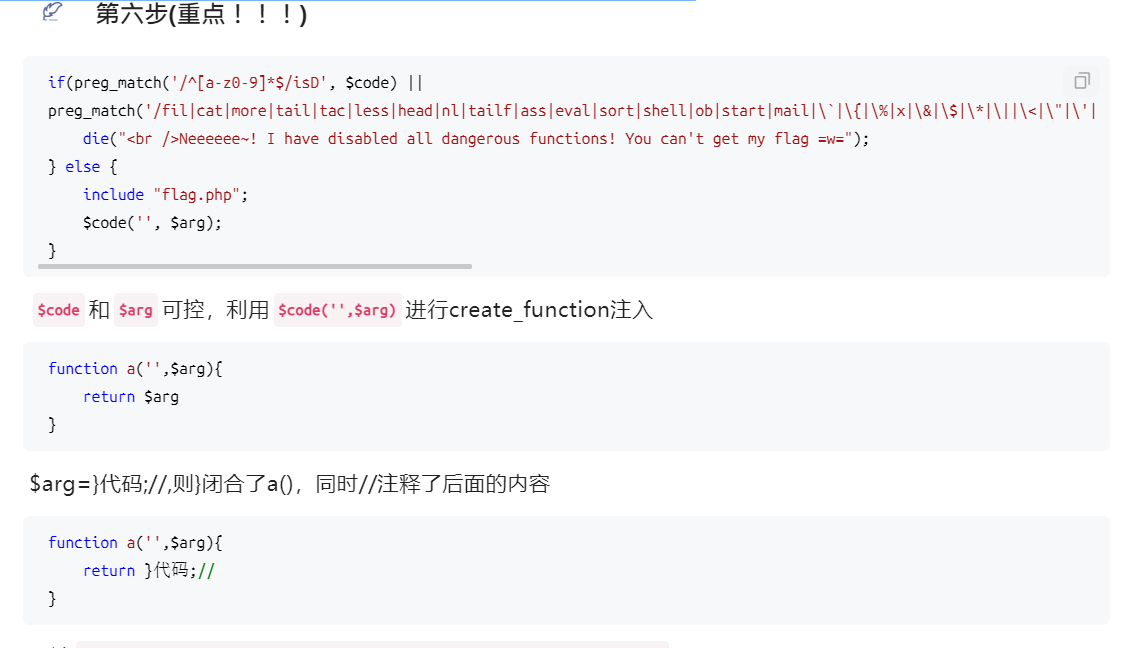 第六步(重点！！！)
if(preg_match('/^[a-z0-9]*$/isD', $code) ||
preg_match('/fil|cat|more|tail|tac|less|head|nl|tailf|ass|eval|sort|shell|ob|start|mail|\`|\{|\%|x|\&|\$|\*|\||\<|\"|\'|
die("<br />Neeeeee~! I have disabled all dangerous functions! You can't get my flag =w=");
} else {
include "flag.php";
$code('', $arg);
}
$code 和 $arg 可控，利用 $code('',$arg) 进行create_function注入
function a('',$arg){
return $arg
}
$arg=}代码;//,则}闭合了a()，同时//注释了后面的内容
function a('',$arg){
return }代码;//
}